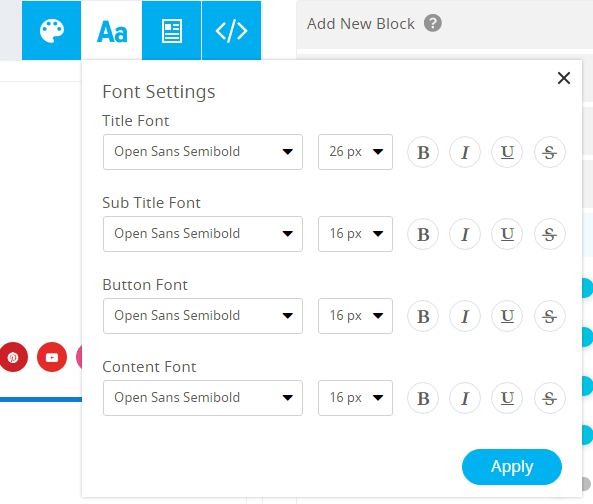 Aa </>
Add New Block ?
Font Settings
Title Font
Open Sans Semibold 26 px B I U S
Sub Title Font
Open Sans Semibold 16 px B I U S
Button Font
Open Sans Semibold 16 px B I U S
Content Font
Open Sans Semibold 16 px B I U S
Apply